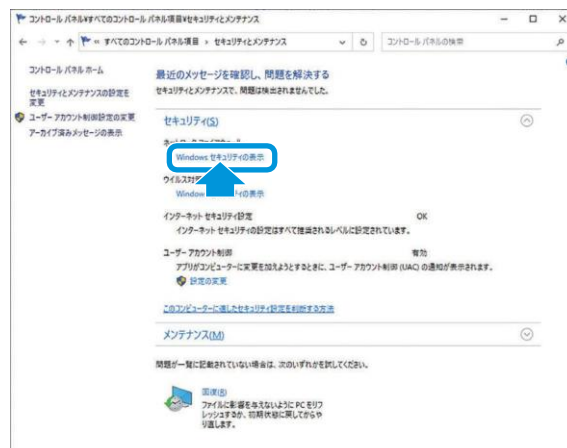 コントロール パネル¥すべてのコントロール パネル項目¥セキュリティとメンテナンス
« すべてのコントロール パネル項目 › セキュリティとメンテナンス
コントロール パネルの検索
コントロール パネル ホーム
セキュリティとメンテナンスの設定を
変更
ユーザー アカウント制御設定の変更
アーカイブ済みメッセージの表示
最近のメッセージを確認し、問題を解決する
セキュリティとメンテナンスで、問題は検出されませんでした。
セキュリティ(S)
Windows セキュリティの表示
ウイルス対
Window の表示
インターネット セキュリティ設定 OK
インターネット セキュリティの設定はすべて推奨されるレベルに設定されています。
ユーザー アカウント制御 有効
アプリがコンピューターに変更を加えようとするときに、ユーザー アカウント制御 (UAC) の通知が表示されます。
設定の変更
このコンピューターに適したセキュリティ設定を判断する方法
メンテナンス(M)
問題が一覧に記載されていない場合は、次のいずれかを試してください。
回復(R)
ファイルに影響を与えないように PC をリフ
レッシュするか、初期状態に戻してからや
り直します。